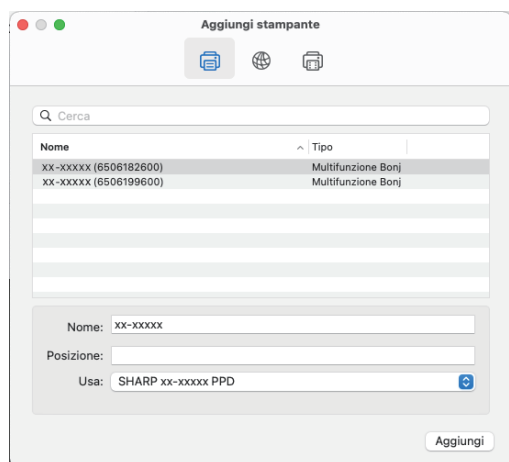 Aggiungi stampante
Cerca
Nome Tipo
xx-xxxxx (6506182600) Multifunzione Bonj
xx-xxxxx (6506199600) Multifunzione Bonj
Nome: xx-xxxxx
Posizione:
Usa: SHARP xx-xxxxx PPD
Aggiungi